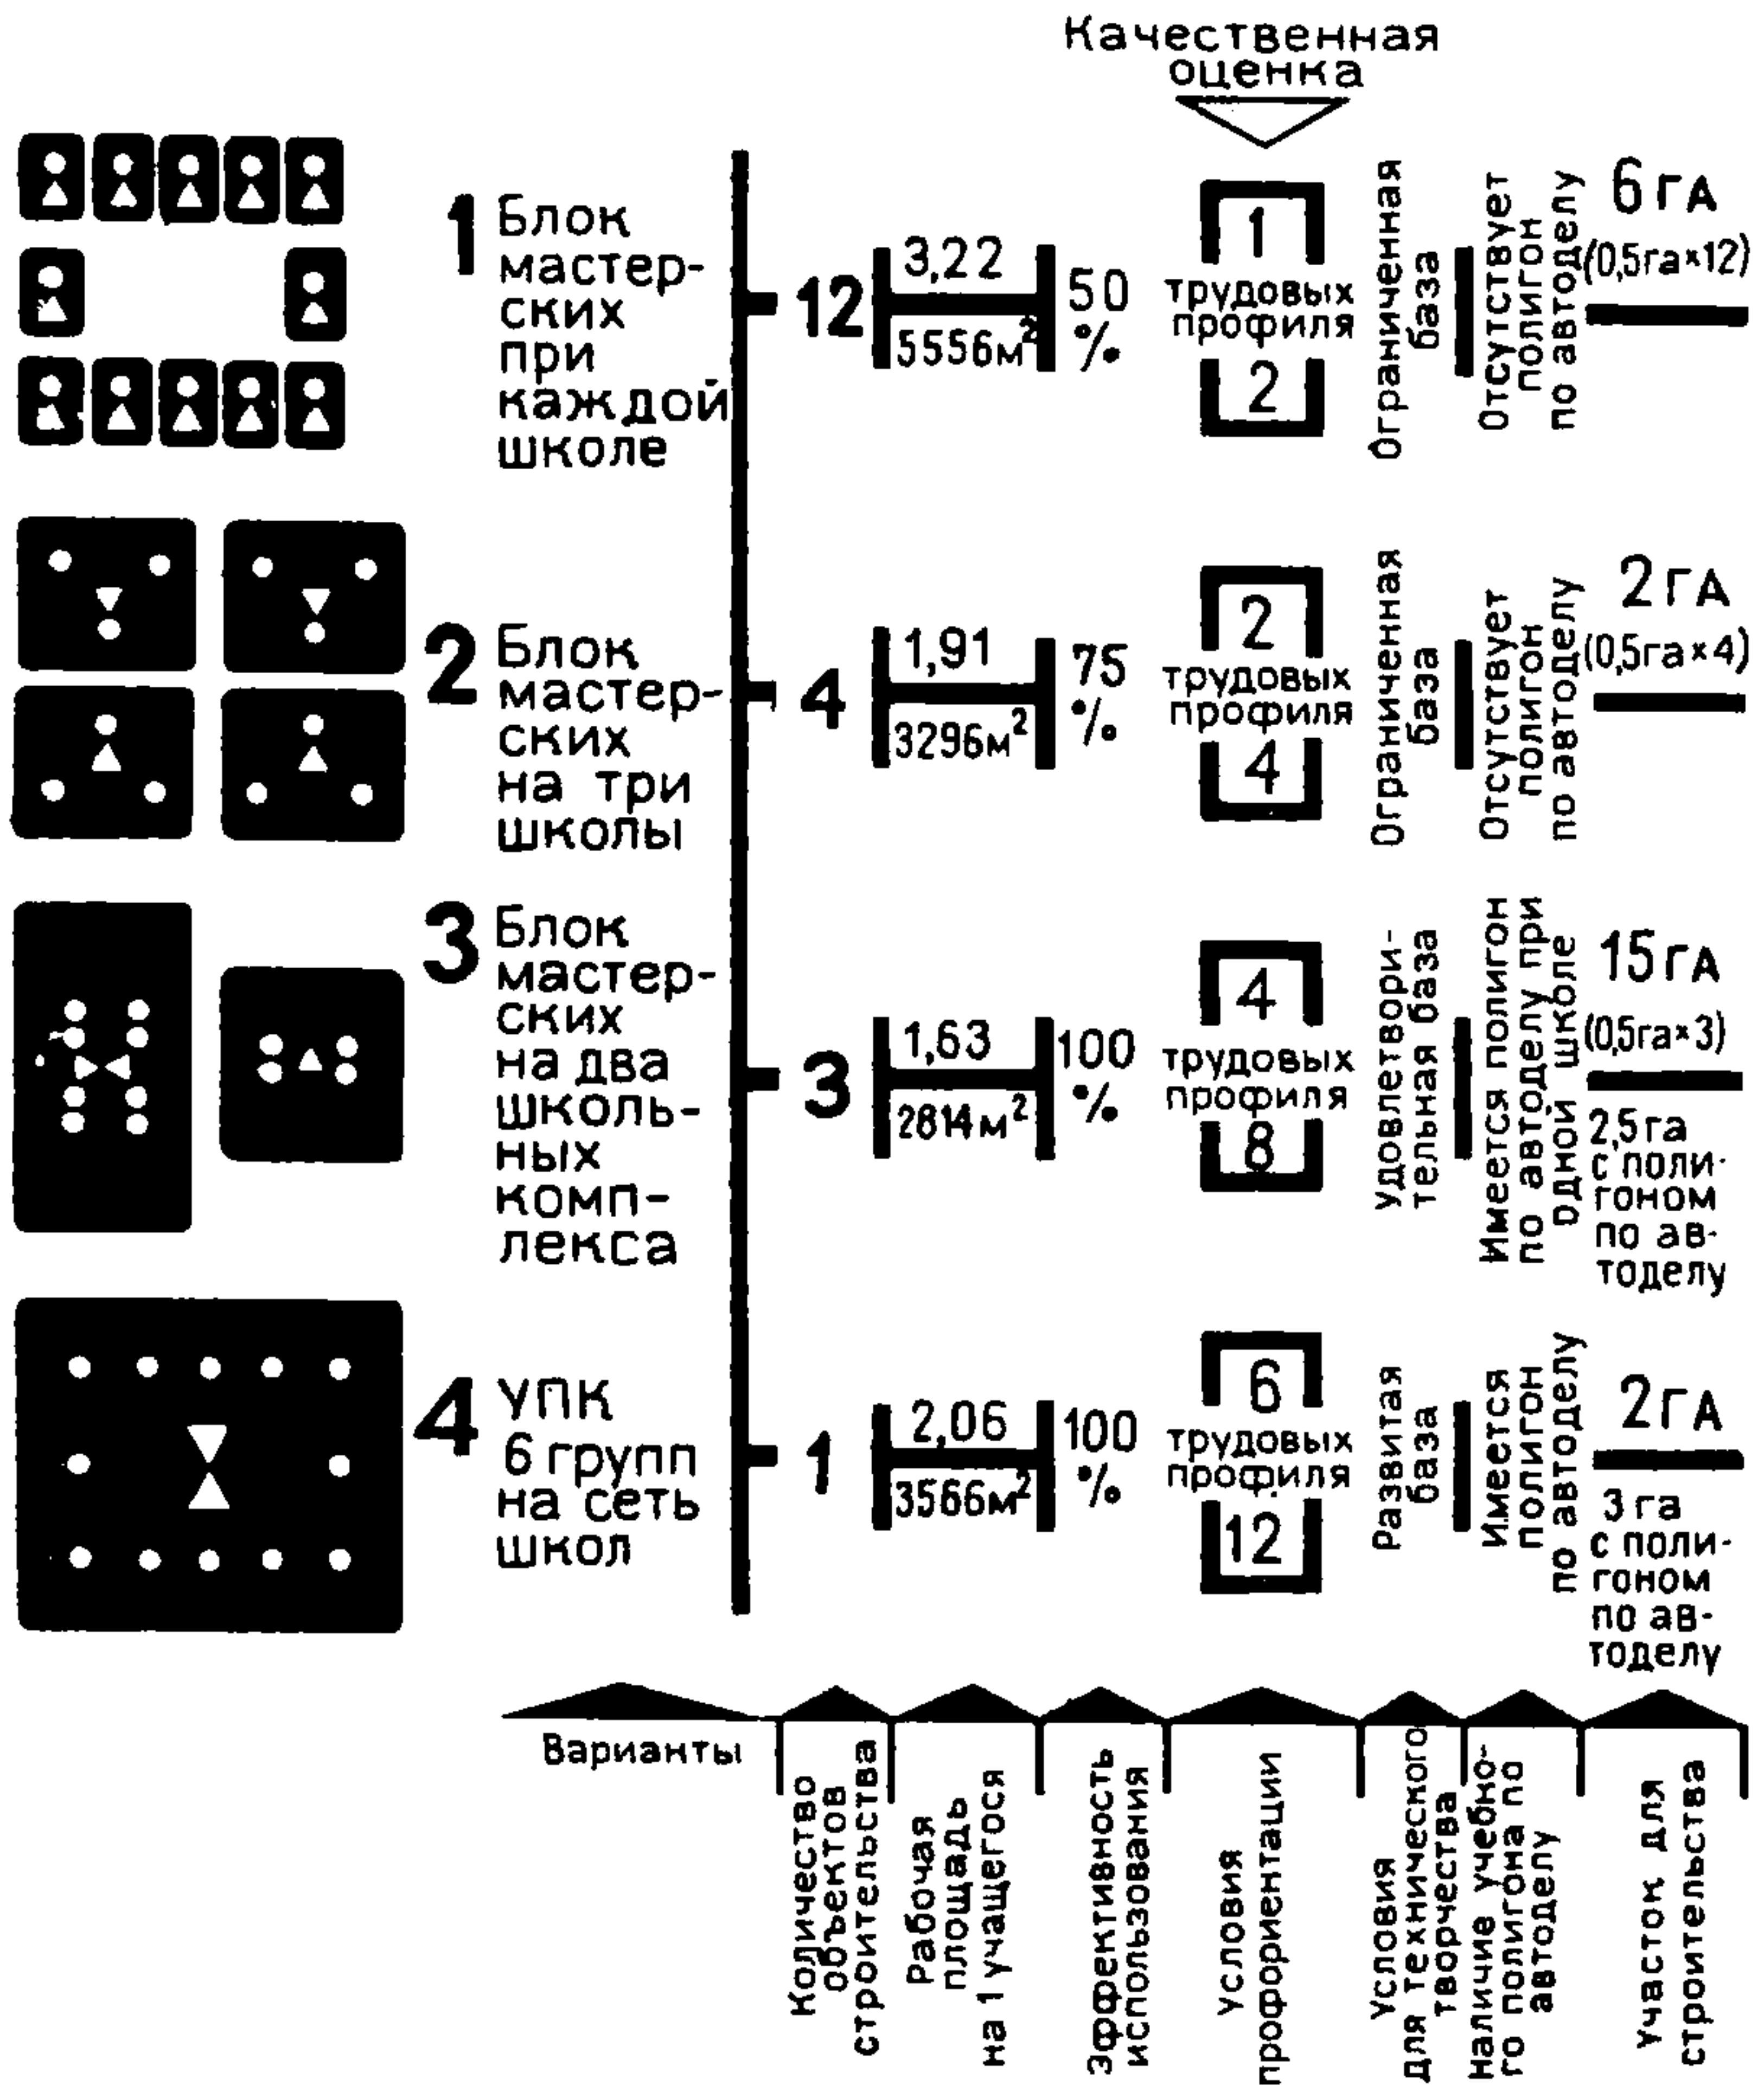 Качественная
оценка
1 Блок
мастер-
ских
при
каждой
школе
12
3,22
5556м²
50
%
1
трудовых
профиля
2
Ограниченная
база
Отсутствует
полигон
по автоделу
6 га
(0,5га×12)
2 Блок
мастер-
ских
на три
школы
4
1,91
3296м²
75
%
2
трудовых
профиля
4
Ограниченная
база
Отсутствует
полигон
по автоделу
2 га
(0,5га×4)
3 Блок
мастер-
ских
на два
школь-
ных
комп-
лекса
3
1,63
2814м²
100
%
4
трудовых
профиля
8
Удовлетвори-
тельная база
Имеется полигон
по автоделу при
одной школе
15 га
(0,5га×3)
2,5 га
с поли-
гоном
по ав-
тоделу
4 УПК
6 групп
на сеть
школ
1
2,06
3566м²
100
%
6
трудовых
профиля
12
Развитая
база
Имеется
полигон
по автоделу
2 га
3 га
с поли-
гоном
по ав-
тоделу
Варианты
Количество
объектов
строительства
Рабочая
площадь
на 1 учащегося
Эффективность
использования
Условия
профориентации
Условия
для технического
творчества
Наличие учебно-
го полигона по
автоделу
Участок для
строительства